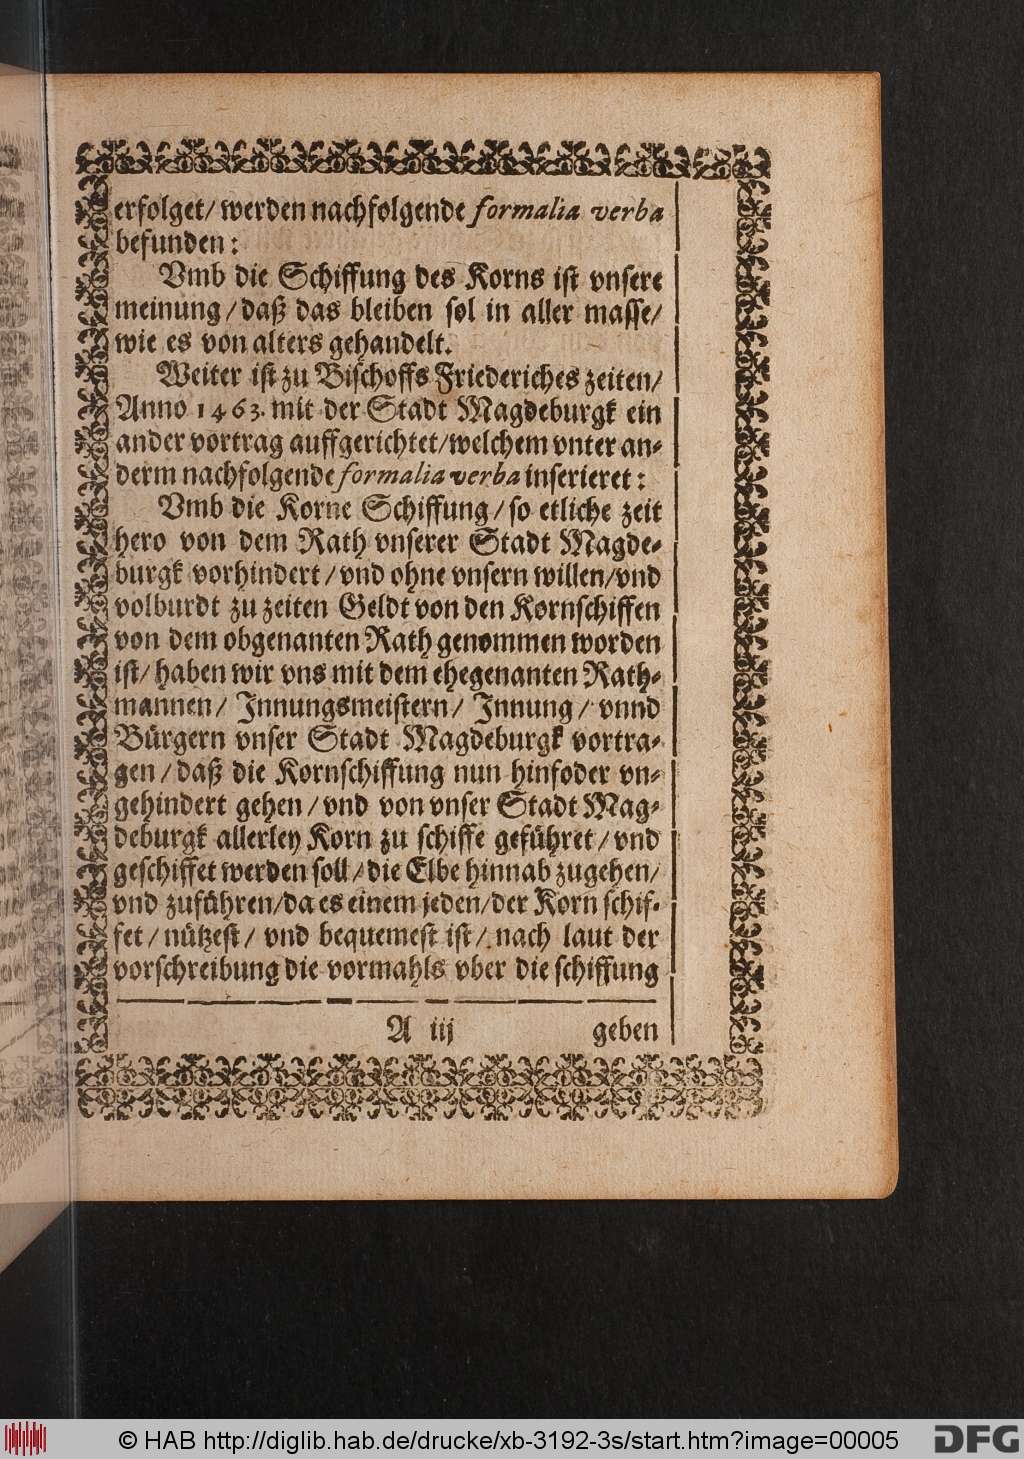 erfolget/ werden nachfolgende formalia verba
befunden:
Vmb die Schiffung des Korns ist vnsere
meinung/ daß das bleiben sol in aller masse/
wie es von alters gehandelt.
Weiter ist zu Bischoffs Friederiches zeiten/
Anno 1463. mit der Stadt Magdeburgk ein
ander vortrag auffgerichtet/ welchem vnter an-
derm nachfolgende formalia verba inserieret:
Vmb die Korne Schiffung/ so etliche zeit
hero von dem Rath vnserer Stadt Magde-
burgk vorhindert/ vnd ohne vnsern willen/ vnd
volburdt zu zeiten Geldt von den Kornschiffen
von dem obgenanten Rath genommen worden
ist/ haben wir vns mit dem ehegenanten Rath-
mannen/ Innungsmeistern/ Innung/ vnnd
Bürgern vnser Stadt Magdeburgk vortra-
gen/ daß die Kornschiffung nun hinfoder vn-
gehindert gehen/ vnd von vnser Stadt Mag-
deburgk allerley Korn zu schiffe geführet/ vnd
geschiffet werden soll/ die Elbe hinnab zugehen/
vnd zuführen/ da es einem jeden/ der Korn schif-
fet/ nützest/ vnd bequemest ist/ nach laut der
vorschreibung die vormahls vber die schiffung
A iij geben
© HAB http://diglib.hab.de/drucke/xb-3192-3s/start.htm?image=00005
DFG